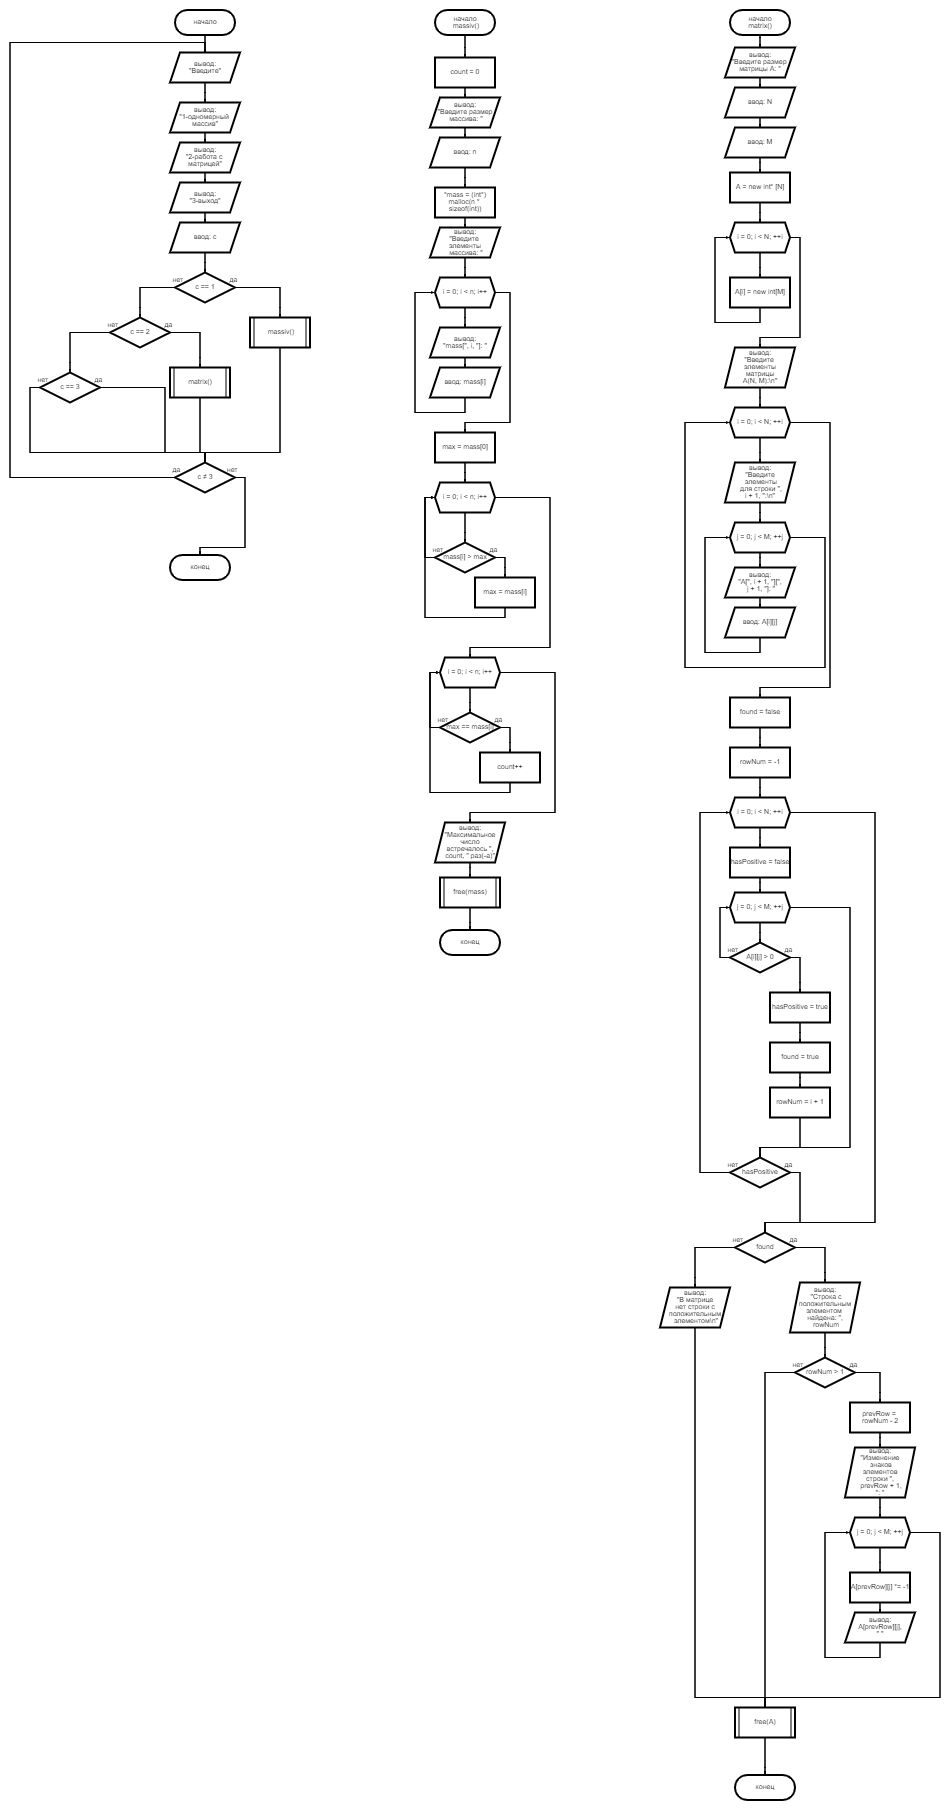 начало
вывод:
"Введите"
вывод:
"1-одномерный
массив"
вывод:
"2-работа с
матрицей"
вывод:
"3-выход"
ввод: c
нет
да
c == 1
нет
да
c == 2
massiv()
нет
да
c == 3
matrix()
да
нет
c ≠ 3
конец
начало
massiv()
count = 0
вывод:
"Введите размер
массива: "
ввод: n
"mass = (int*)
malloc(n *
sizeof(int))
вывод:
"Введите
элементы
массива: "
i = 0; i < n; i++
вывод:
"mass[", i, "]: "
ввод: mass[i]
max = mass[0]
i = 0; i < n; i++
нет
да
mass[i] > max
max = mass[i]
i = 0; i < n; i++
нет
да
max == mass[i]
count++
вывод:
"Максимальное
число
встречалось ",
count, " раз(-а)"
free(mass)
конец
начало
matrix()
вывод:
"Введите размер
матрицы A: "
ввод: N
ввод: M
A = new int* [N]
i = 0; i < N; ++i
A[i] = new int[M]
вывод:
"Введите
элементы
матрицы
A(N, M):\n"
i = 0; i < N; ++i
вывод:
"Введите
элементы
для строки ",
i + 1, ":\n"
j = 0; j < M; ++j
вывод:
"A[", i + 1, "][",
j + 1, "]: "
ввод: A[i][j]
found = false
rowNum = -1
i = 0; i < N; ++i
hasPositive = false
j = 0; j < M; ++j
нет
да
A[i][j] > 0
hasPositive = true
found = true
rowNum = i + 1
нет
да
hasPositive
нет
да
found
вывод:
"В матрице
нет строки с
положительным
элементом\n"
вывод:
"Строка с
положительным
элементом
найдена: ",
rowNum
нет
да
rowNum > 1
prevRow =
rowNum - 2
вывод:
"Изменение
знаков
элементов
строки ",
prevRow + 1,
": "
j = 0; j < M; ++j
A[prevRow][j] *= -1
вывод:
A[prevRow][j],
" "
free(A)
конец